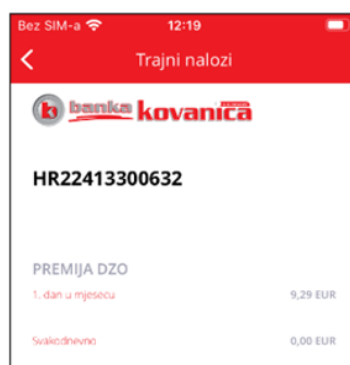 Bez SIM-a 12:19
Trajni nalozi
b banka kovanica
HR22413300632
PREMIJA DZO
1. dan u mjesecu 9,29 EUR
Svakodnevno 0,00 EUR